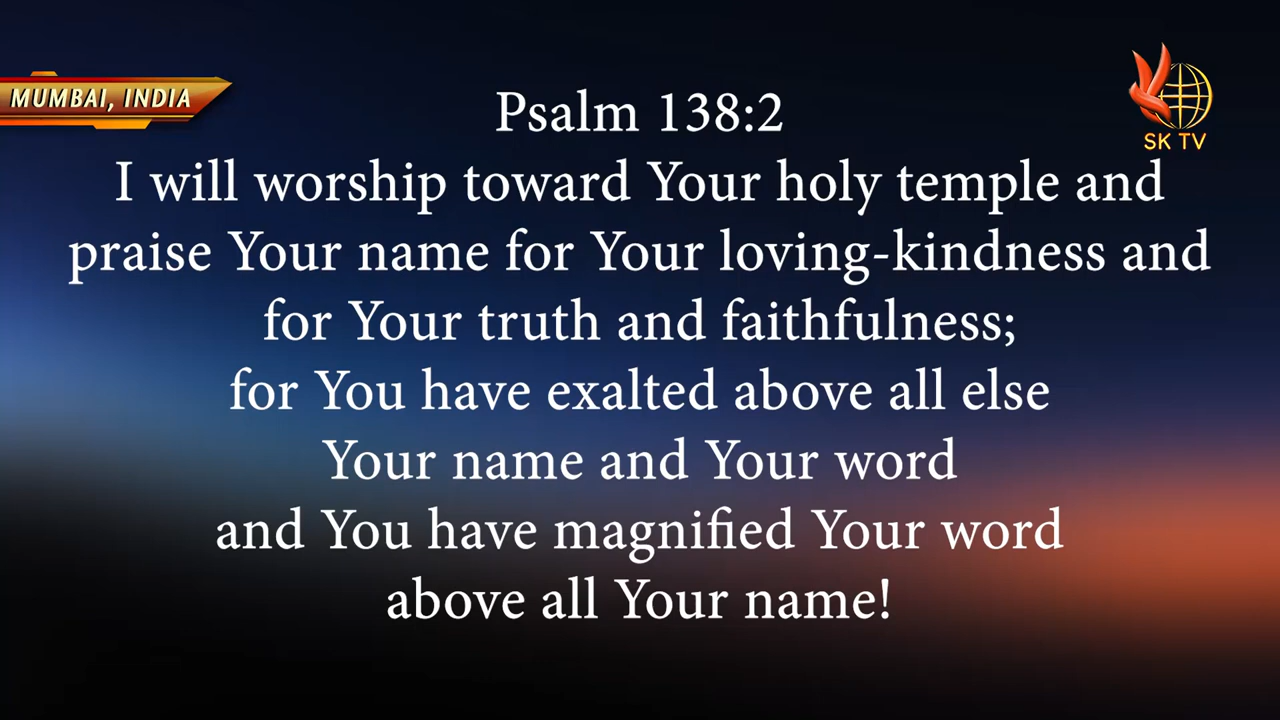 MUMBAI, INDIA
SK TV
Psalm 138:2
I will worship toward Your holy temple and
praise Your name for Your loving-kindness and
for Your truth and faithfulness;
for You have exalted above all else
Your name and Your word
and You have magnified Your word
above all Your name!